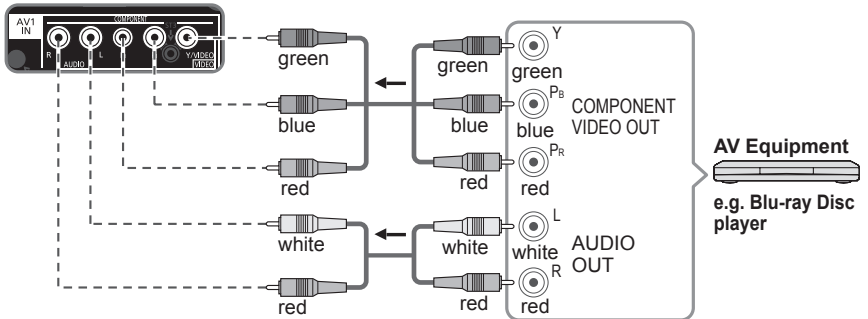 AV1
IN
COMPONENT
R
AUDIO
L
Y/VIDEO
VIDEO
green
green
Y
green
blue
blue
PB
blue
COMPONENT
VIDEO OUT
red
red
PR
red
AV Equipment
e.g. Blu-ray Disc
player
white
white
L
white
AUDIO
OUT
red
red
R
red